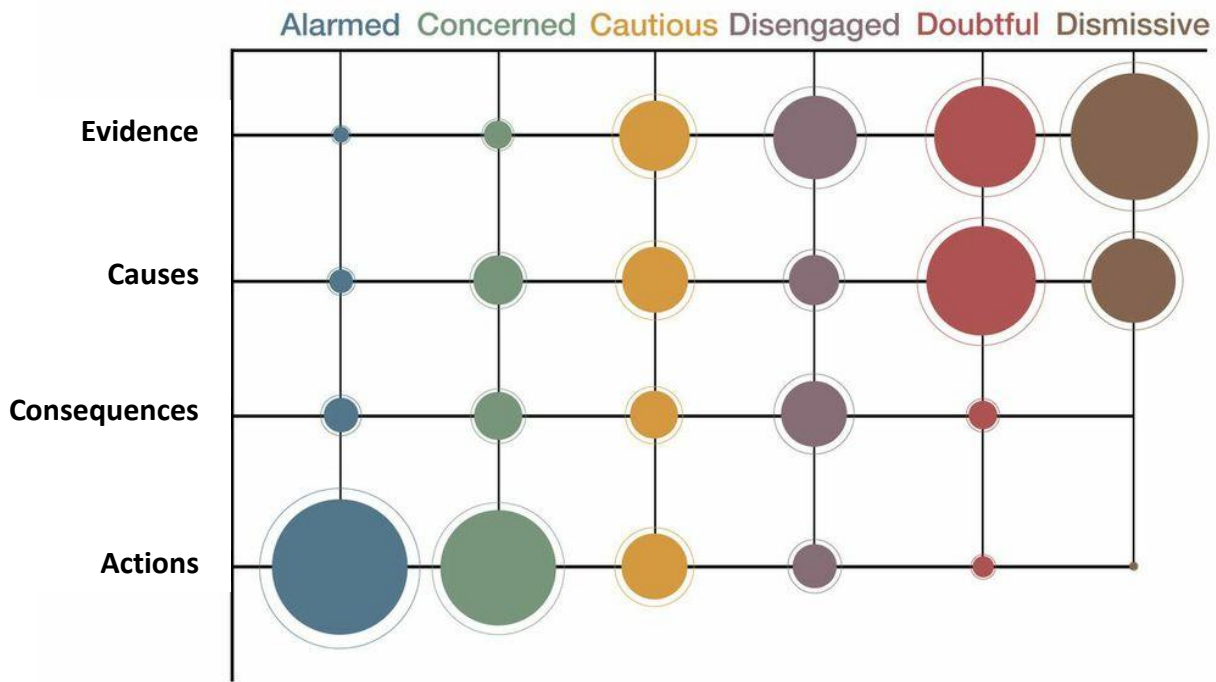 Alarmed Concerned Cautious Disengaged Doubtful Dismissive
Evidence
Causes
Consequences
Actions